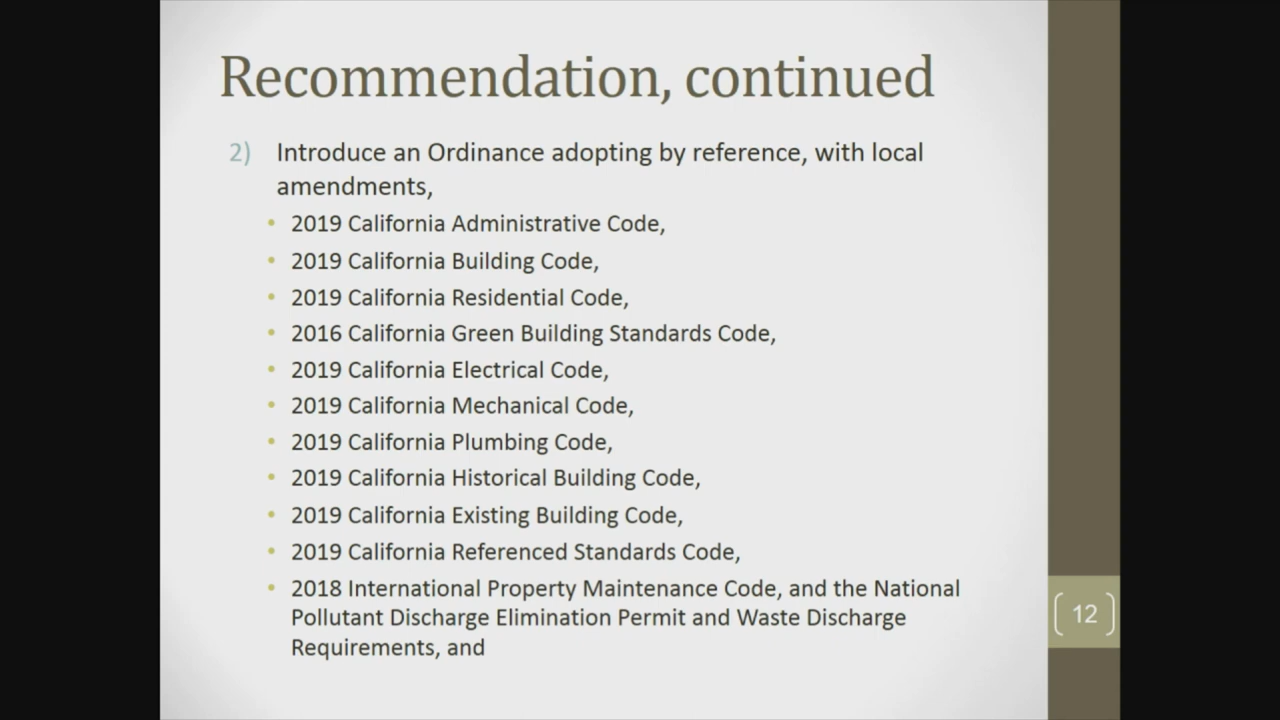 Recommendation, continued
2) Introduce an Ordinance adopting by reference, with local
amendments,
• 2019 California Administrative Code,
• 2019 California Building Code,
• 2019 California Residential Code,
• 2016 California Green Building Standards Code,
• 2019 California Electrical Code,
• 2019 California Mechanical Code,
• 2019 California Plumbing Code,
• 2019 California Historical Building Code,
• 2019 California Existing Building Code,
• 2019 California Referenced Standards Code,
• 2018 International Property Maintenance Code, and the National
Pollutant Discharge Elimination Permit and Waste Discharge
Requirements, and
12